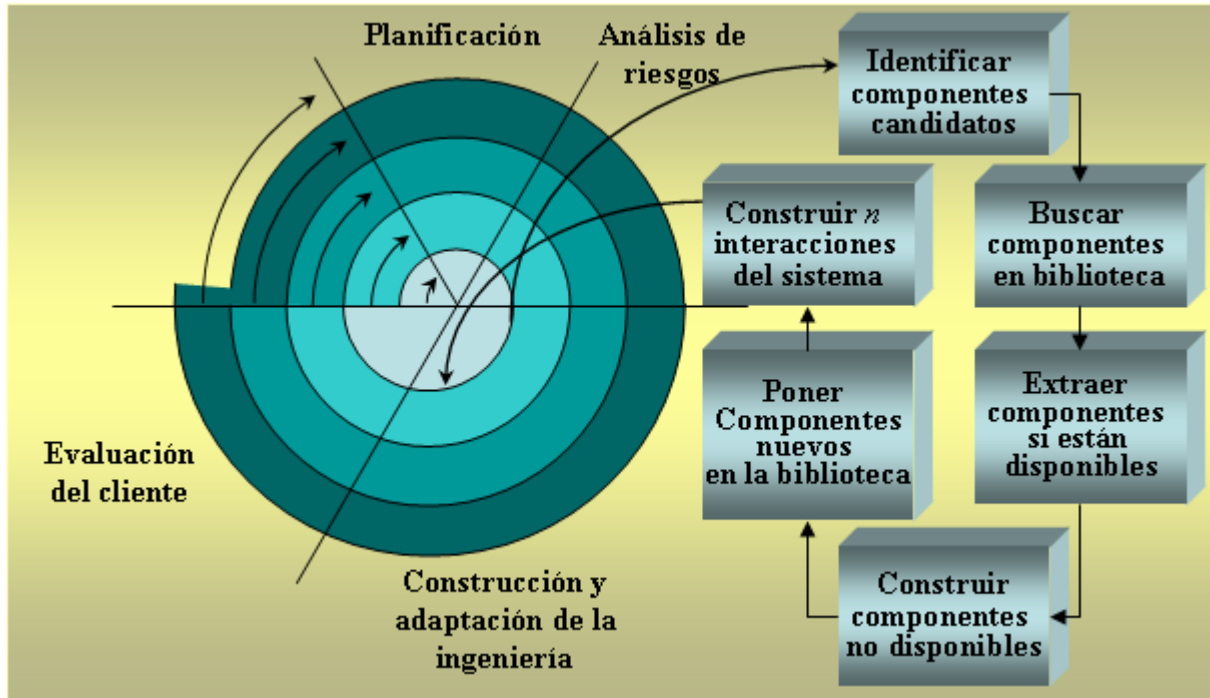 Planificación
Análisis de
riesgos
Identificar
componentes
candidatos
Construir n
interacciones
del sistema
Buscar
componentes
en biblioteca
Poner
Componentes
nuevos
en la biblioteca
Extraer
componentes
si están
disponibles
Evaluación
del cliente
Construcción y
adaptación de la
ingeniería
Construir
componentes
no disponibles